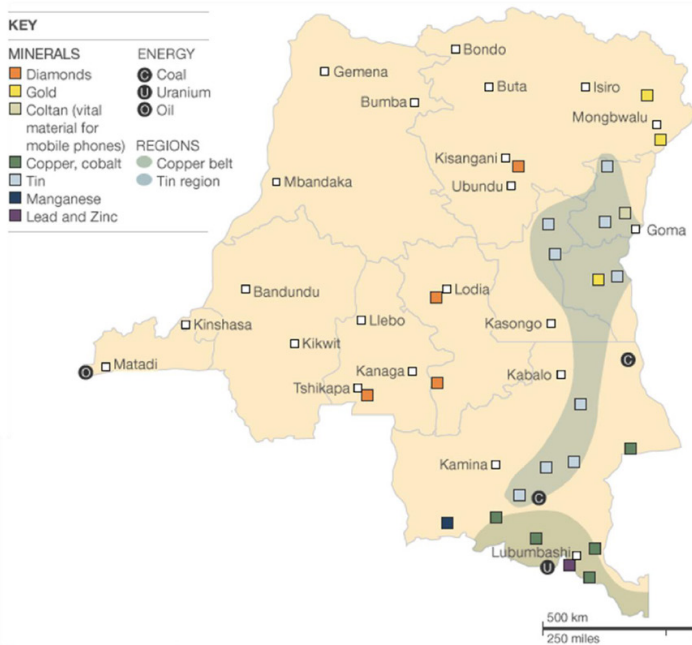 KEY
MINERALS
Diamonds
Gold
Coltan (vital
material for
mobile phones)
Copper, cobalt
Tin
Manganese
Lead and Zinc
ENERGY
C Coal
U Uranium
O Oil
REGIONS
Copper belt
Tin region
Bondo
Gemena
Buta
Isiro
Bumba
Mongbwalu
Kisangani
Mbandaka
Ubundu
Goma
Bandundu
Lodia
Kinshasa
Llebo
Kasongo
Kikwit
O
Matadi
Kanaga
Kabalo
C
Tshikapa
Kamina
C
Lubumbashi
U
500 km
250 miles